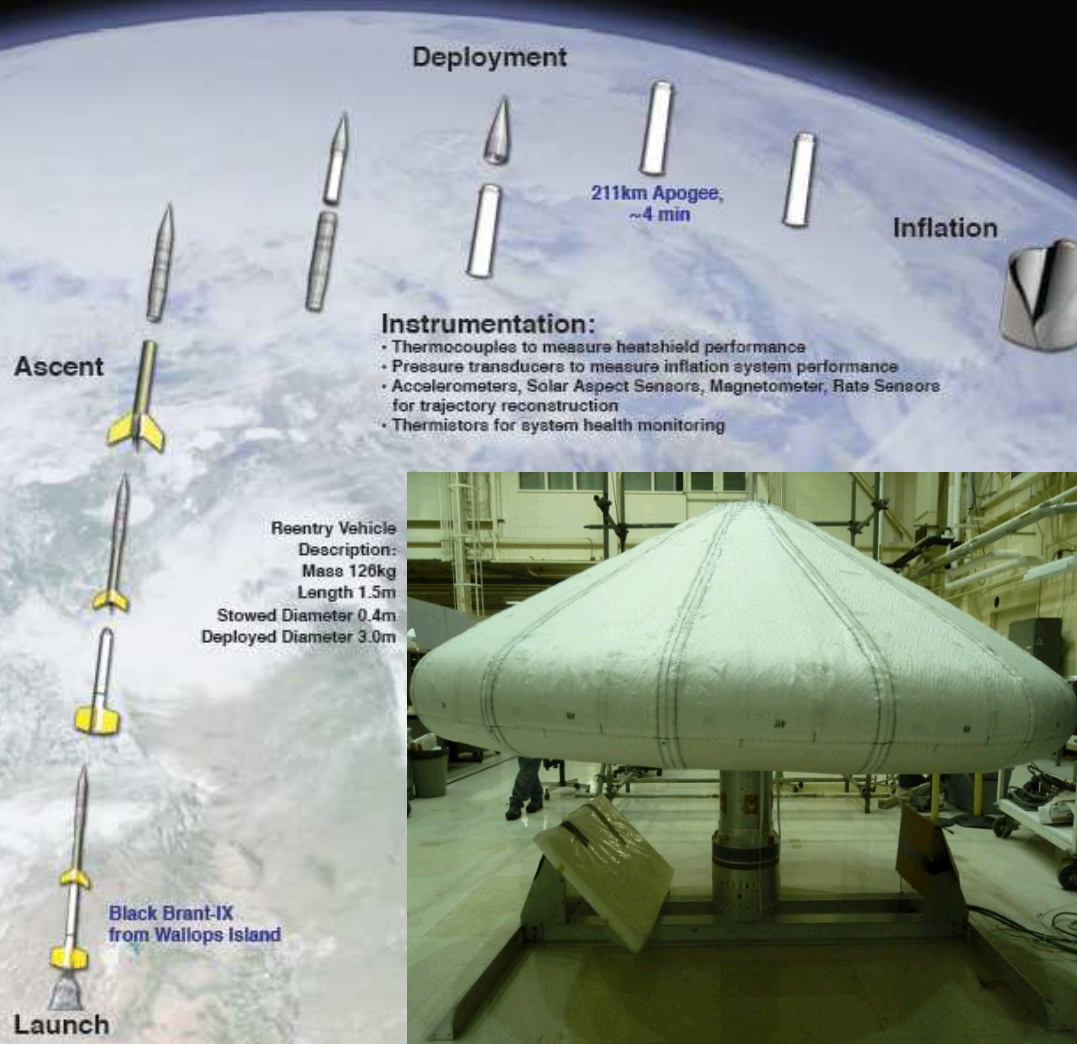 Deployment
211km Apogee,
~4 min
Inflation
Instrumentation:
• Thermocouples to measure heatshield performance
• Pressure transducers to measure inflation system performance
• Accelerometers, Solar Aspect Sensors, Magnetometer, Rate Sensors
for trajectory reconstruction
• Thermistors for system health monitoring
Ascent
Reentry Vehicle
Description:
Mass 126kg
Length 1.5m
Stowed Diameter 0.4m
Deployed Diameter 3.0m
Black Brant-IX
from Wallops Island
Launch